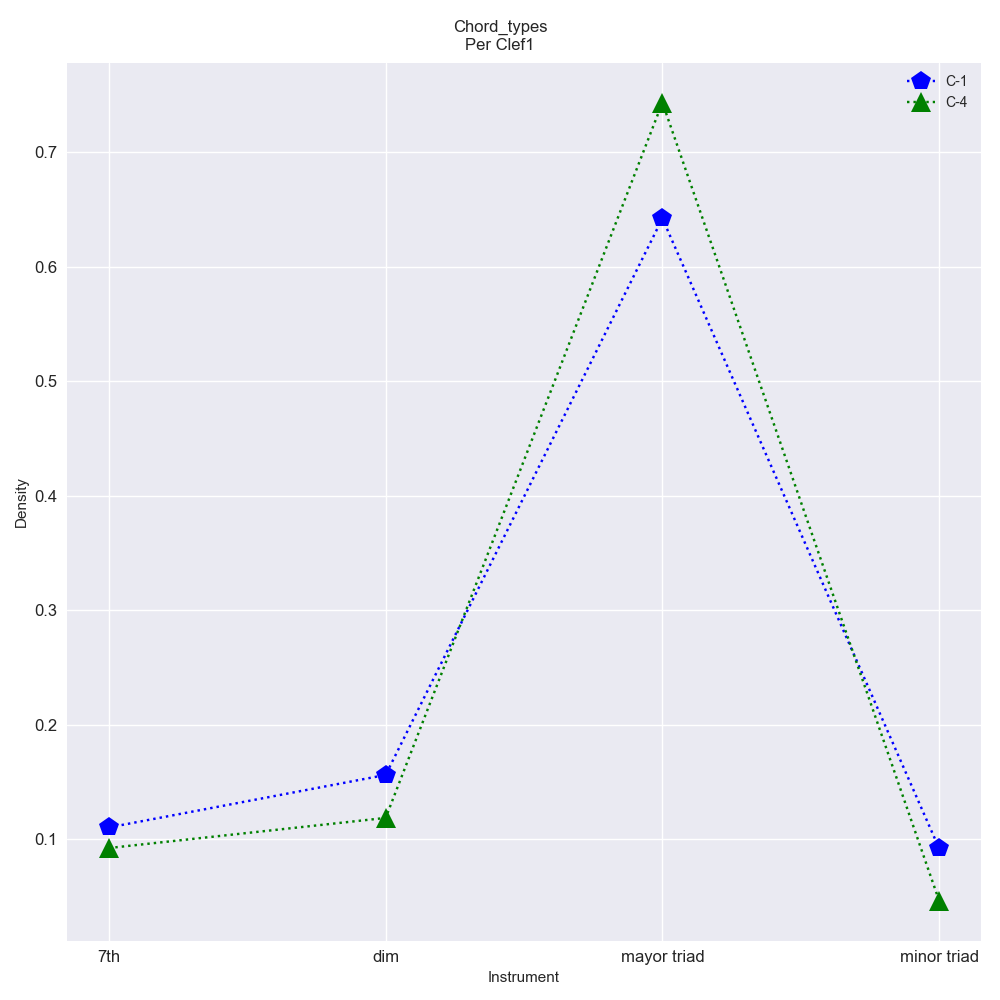 Chord_types
Per Clef1
C-1
C-4
0.7
0.6
0.5
0.4
0.3
0.2
0.1
Density
7th dim mayor triad minor triad
Instrument